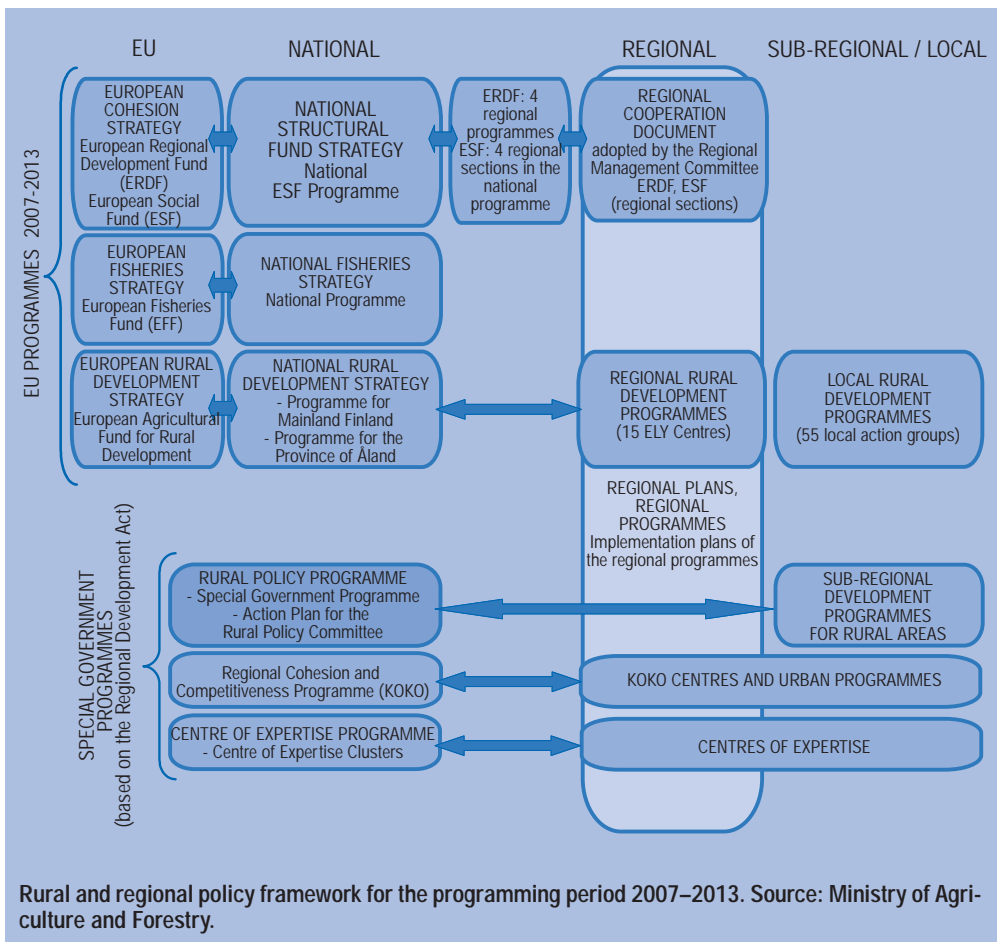 EU
NATIONAL
REGIONAL
SUB-REGIONAL / LOCAL
EU PROGRAMMES 2007-2013
EUROPEAN
COHESION
STRATEGY
European Regional
Development Fund
(ERDF)
European Social
Fund (ESF)
NATIONAL
STRUCTURAL
FUND STRATEGY
National
ESF Programme
ERDF: 4
regional
programmes
ESF: 4 regional
sections in the
national
programme
REGIONAL
COOPERATION
DOCUMENT
adopted by the Regional
Management Committee
ERDF, ESF
(regional sections)
EUROPEAN
FISHERIES
STRATEGY
European Fisheries
Fund (EFF)
NATIONAL FISHERIES
STRATEGY
National Programme
EUROPEAN RURAL
DEVELOPMENT
STRATEGY
European Agricultural
Fund for Rural
Development
NATIONAL RURAL
DEVELOPMENT STRATEGY
- Programme for
Mainland Finland
- Programme for the
Province of Åland
REGIONAL RURAL
DEVELOPMENT
PROGRAMMES
(15 ELY Centres)
LOCAL RURAL
DEVELOPMENT
PROGRAMMES
(55 local action groups)
REGIONAL PLANS,
REGIONAL
PROGRAMMES
Implementation plans of
the regional programmes
SPECIAL GOVERNMENT
PROGRAMMES
(based on the Regional Development Act)
RURAL POLICY PROGRAMME
- Special Government Programme
- Action Plan for the
Rural Policy Committee
SUB-REGIONAL
DEVELOPMENT
PROGRAMMES
FOR RURAL AREAS
Regional Cohesion and
Competitiveness Programme (KOKO)
KOKO CENTRES AND URBAN PROGRAMMES
CENTRE OF EXPERTISE PROGRAMME
- Centre of Expertise Clusters
CENTRES OF EXPERTISE
Rural and regional policy framework for the programming period 2007–2013. Source: Ministry of Agri-
culture and Forestry.